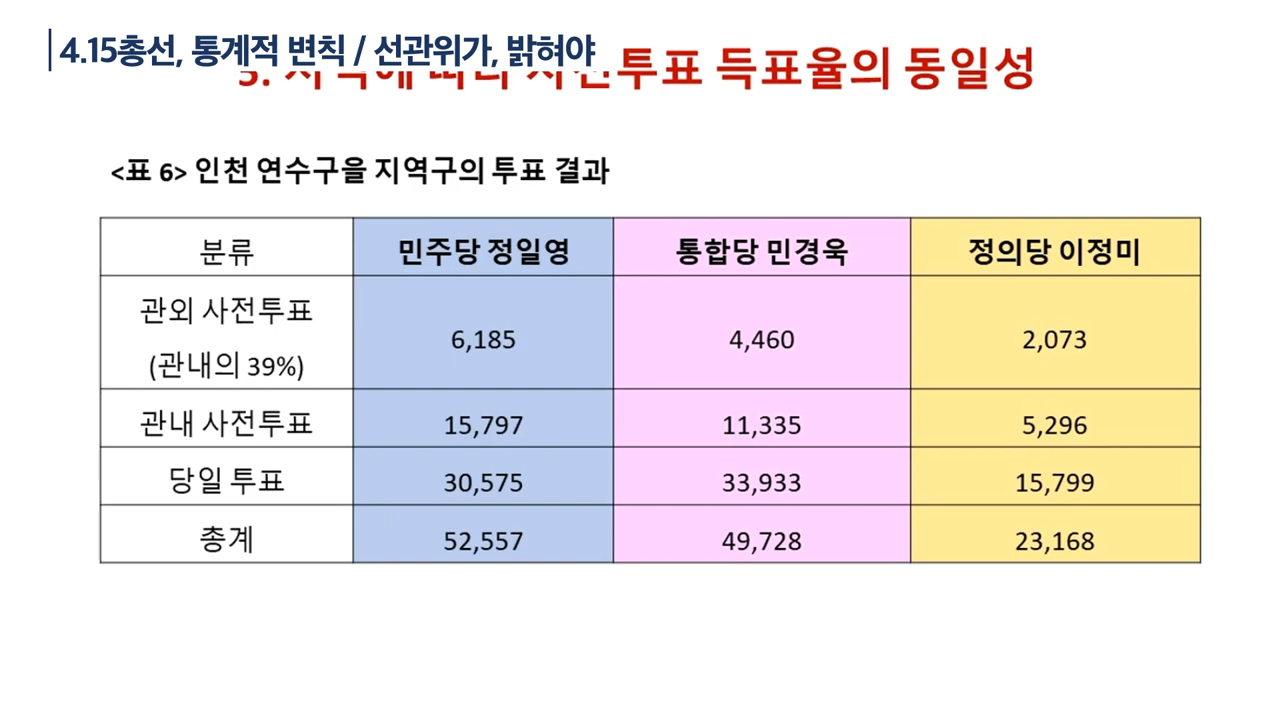 4.15총선, 통계적 변칙 / 선관위가, 밝혀야
투표 득표율의 동일성
<표 6> 인천 연수구을 지역구의 투표 결과
분류 민주당 정일영 통합당 민경욱 정의당 이정미
관외 사전투표
(관내의 39%) 6,185 4,460 2,073
관내 사전투표 15,797 11,335 5,296
당일 투표 30,575 33,933 15,799
총계 52,557 49,728 23,168